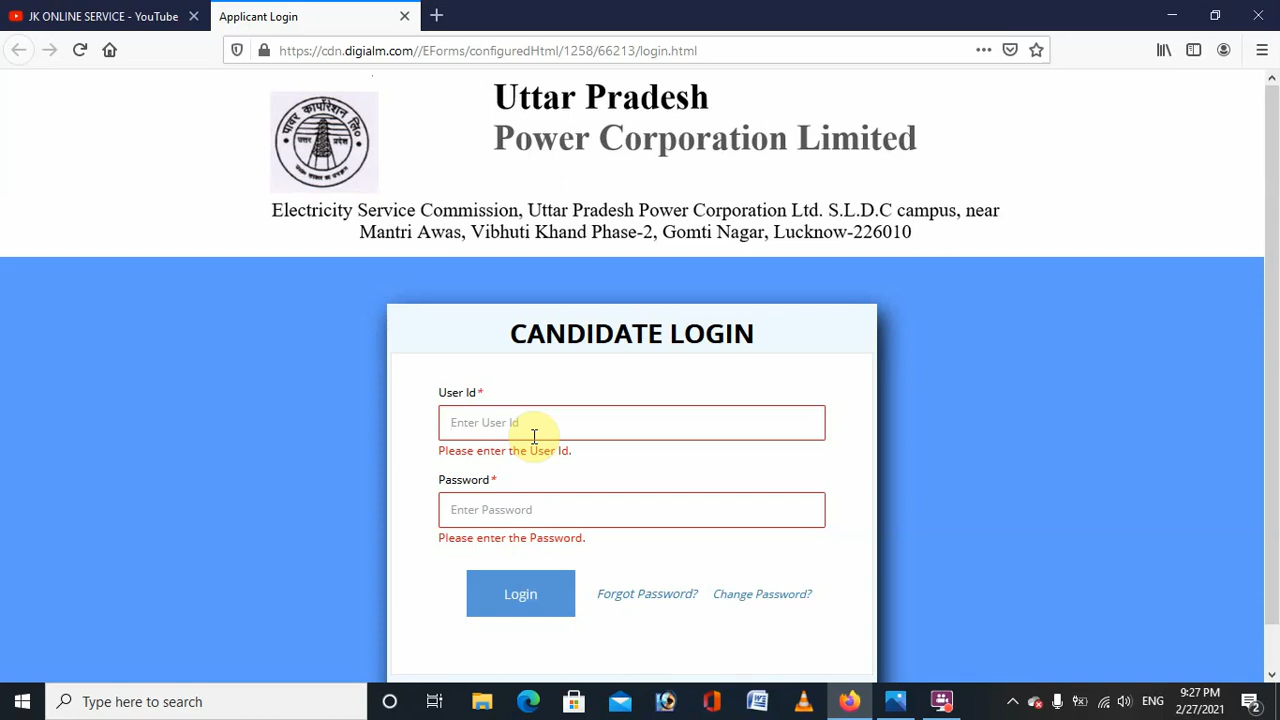 JK ONLINE SERVICE - YouTube
Applicant Login
https://cdn.digialm.com//EForms/configuredHtml/1258/66213/login.html
Uttar Pradesh
Power Corporation Limited
Electricity Service Commission, Uttar Pradesh Power Corporation Ltd. S.L.D.C campus, near
Mantri Awas, Vibhuti Khand Phase-2, Gomti Nagar, Lucknow-226010
CANDIDATE LOGIN
User Id*
Enter User Id
Please enter the User Id.
Password*
Enter Password
Please enter the Password.
Login Forgot Password? Change Password?
Type here to search
ENG
9:27 PM
2/27/2021
2